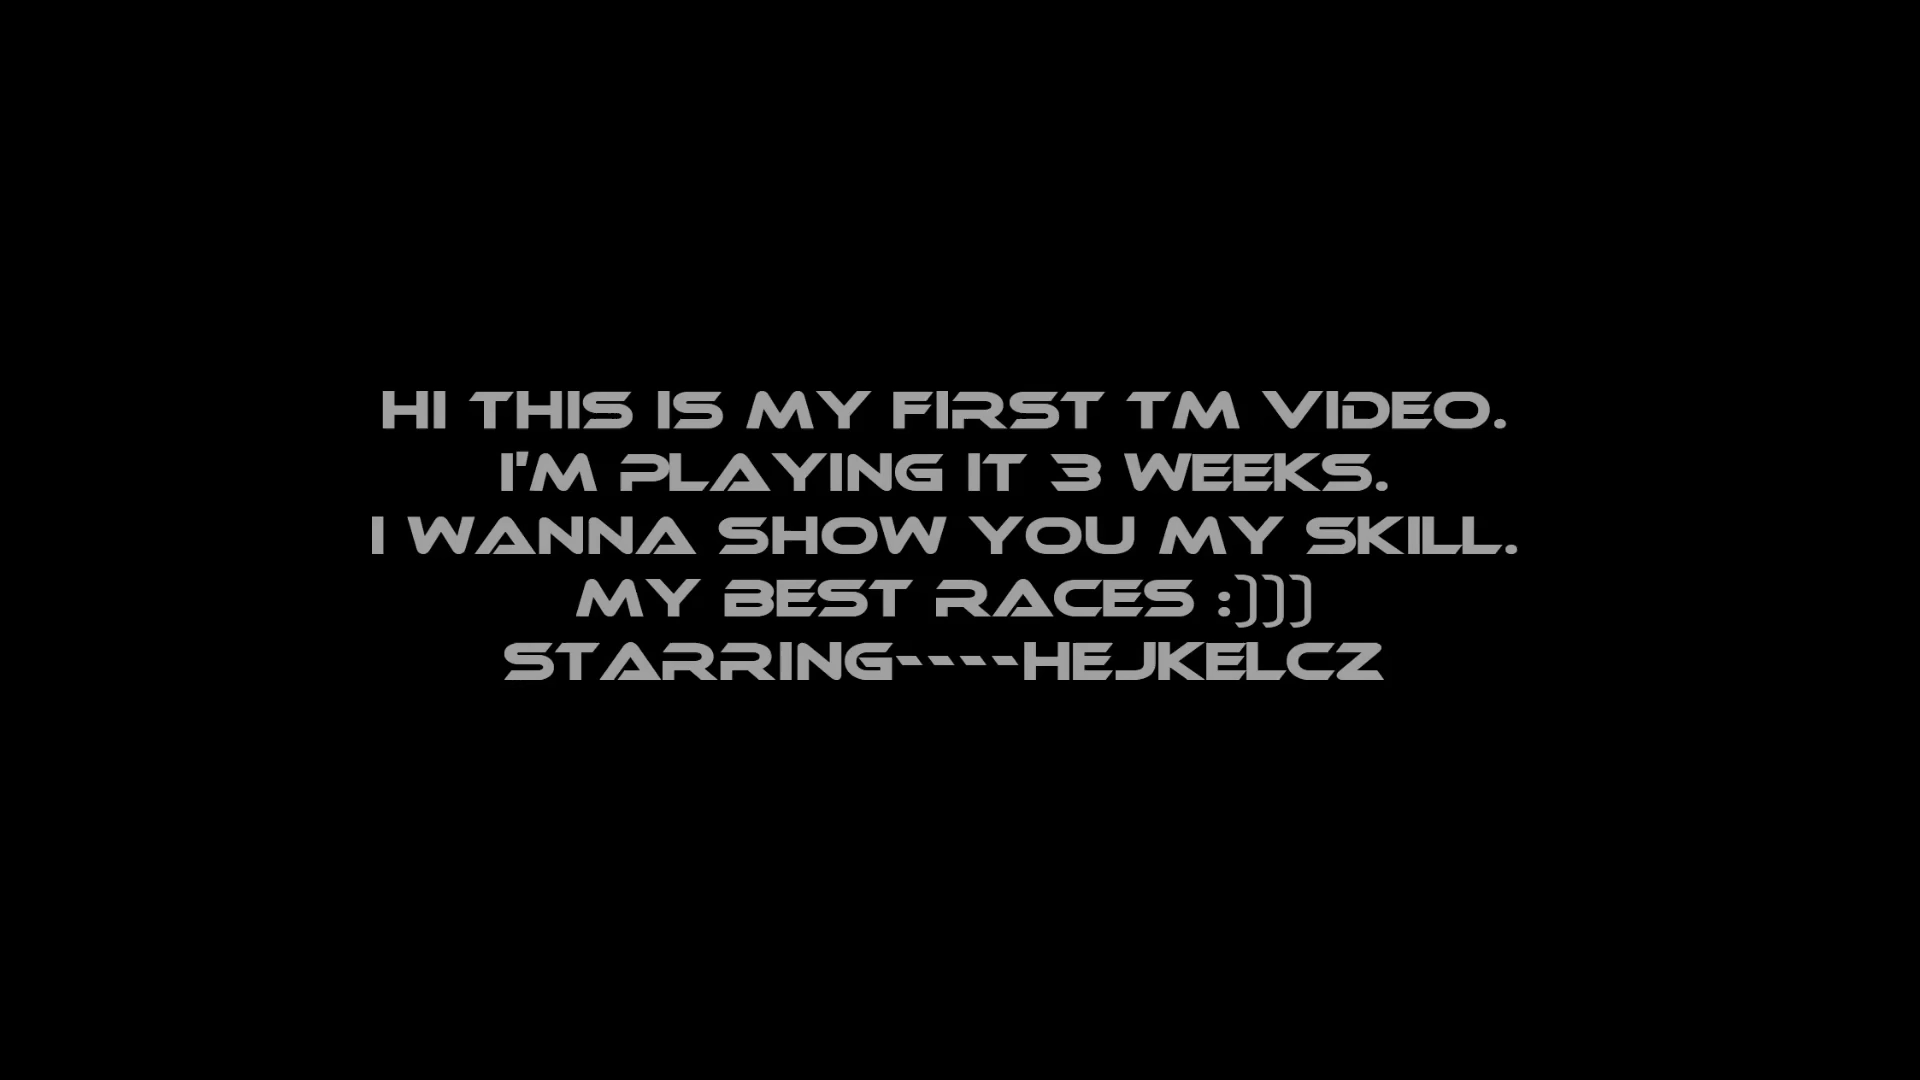 HI THIS IS MY FIRST TM VIDEO.
I'M PLAYING IT 3 WEEKS.
I WANNA SHOW YOU MY SKILL.
MY BEST RACES :)))
STARRING----HEJKELCZ